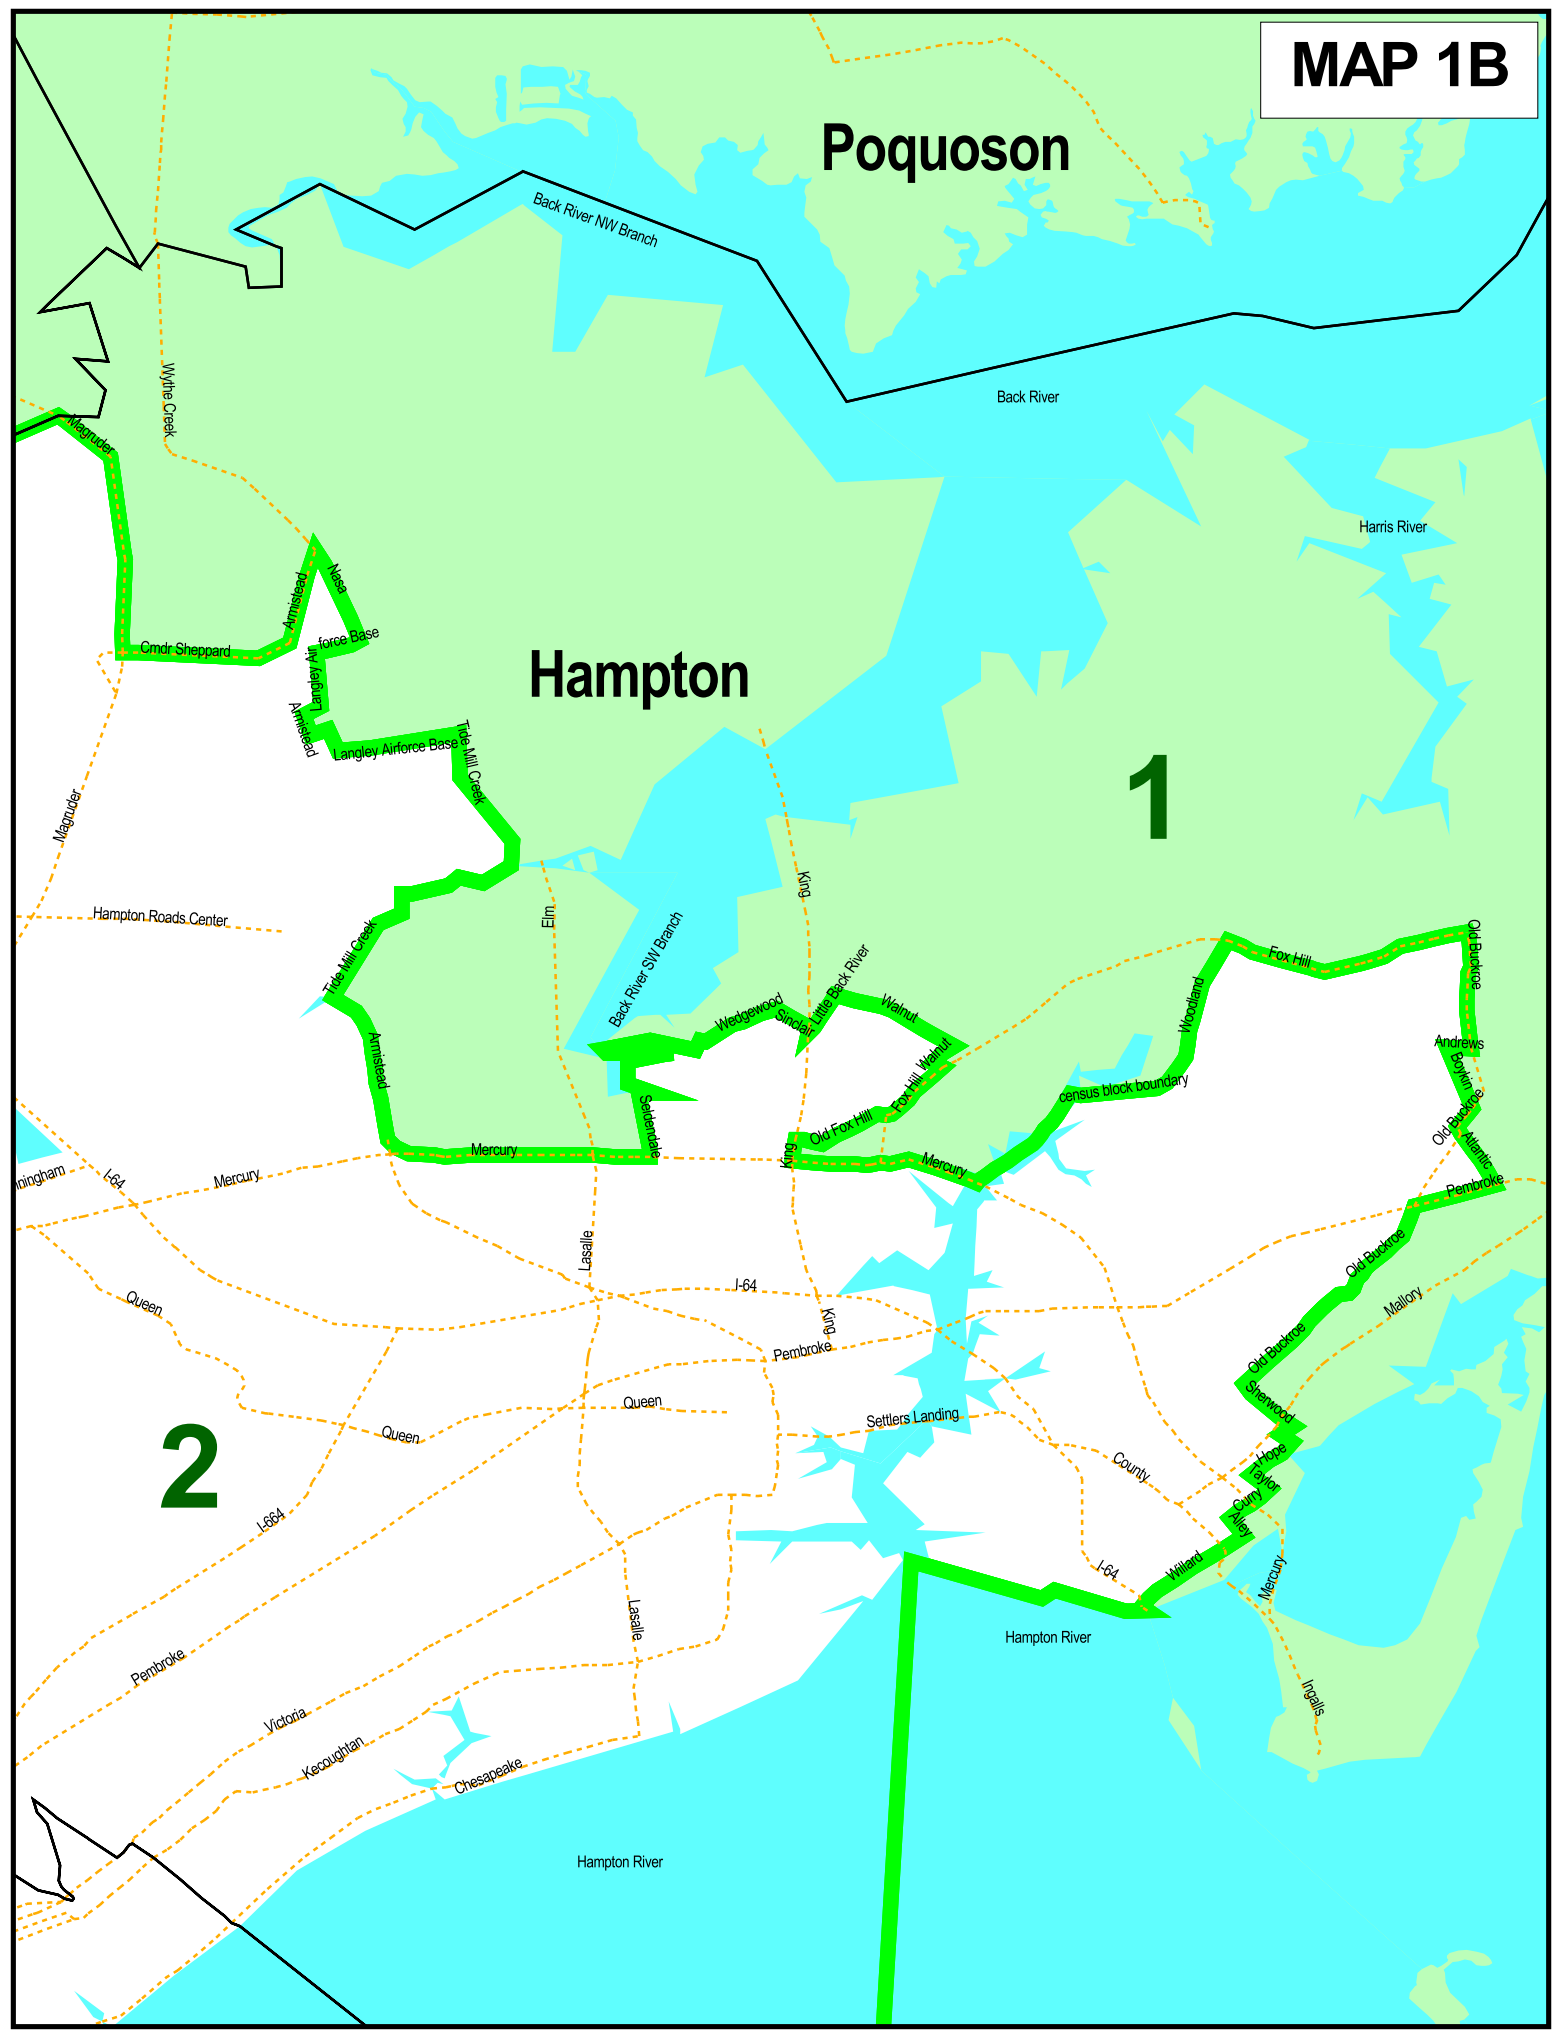 MAP 1B
Poquoson
Back River NW Branch
Back River
Wythe Creek
Magruder
Harris River
Nasa
Armistead
force Base
Cmdr Sheppard
Langley Air
Hampton
Armistead
Langley Airforce Base
Tide Mill Creek
1
Magruder
King
Hampton Roads Center
Elm
Tide Mill Creek
Back River SW Branch
Little Back River
Fox Hill
Old Buckroe
Wedgewood
Sinclair
Walnut
Woodland
Walnut
Andrews
Armistead
Fox Hill
census block boundary
Boykin
Seldendale
Old Fox Hill
Old Buckroe
Mercury
King
Mercury
Atlantic
nningham
I-64
Mercury
Pembroke
Lasalle
Old Buckroe
I-64
Queen
King
Mallory
Pembroke
Old Buckroe
Queen
Queen
Settlers Landing
Sherwood
2
County
Hope
Taylor
Curry
Alley
I-664
I-64
Willard
Mercury
Lasalle
Hampton River
Pembroke
Ingalls
Victoria
Kecoughtan
Chesapeake
Hampton River